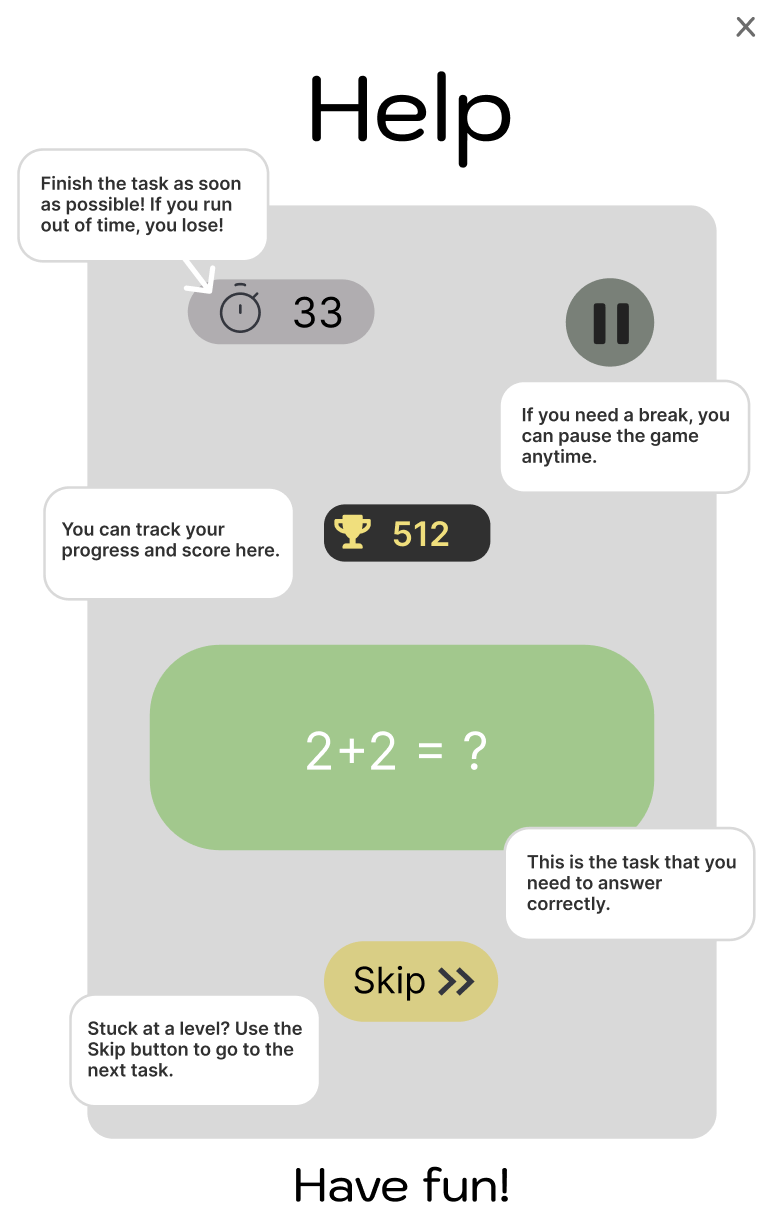 Help
Finish the task as soon
as possible! If you run
out of time, you lose!
33
If you need a break, you
can pause the game
anytime.
You can track your
progress and score here.
512
2+2 = ?
This is the task that you
need to answer
correctly.
Skip
Stuck at a level? Use the
Skip button to go to the
next task.
Have fun!